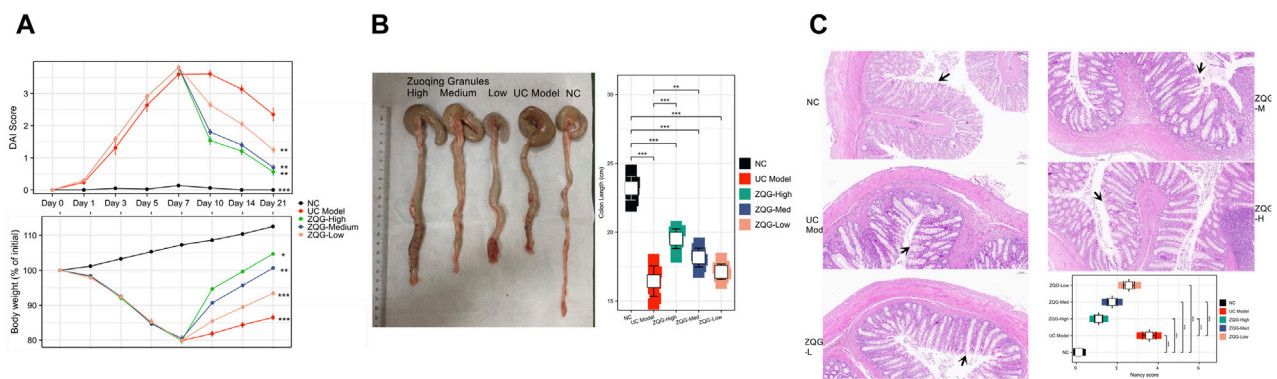 A
DAI Score
3
2
1
0
Day 0 Day 1 Day 3 Day 5 Day 7 Day 10 Day 14 Day 21
**
**
**
***
NC
UC Model
ZQG-High
ZQG-Medium
ZQG-Low
Body weight (% of initial)
110
100
90
80
*
**
***
***
B
Zuoqing Granules
High Medium Low UC Model NC
Colon Length (cm)
30
25
20
15
**
***
***
***
***
***
NC
UC Model
ZQG-High
ZQG-Med
ZQG-Low
NC
UC Model
ZQG-High
ZQG-Med
ZQG-Low
C
NC
ZQG
-M
UC
Mod
ZQG
-H
ZQG
-L
ZQG-Low
ZQG-Med
ZQG-High
UC Model
NC
0 2 4 6
Nancy score
NC
UC Model
ZQG-High
ZQG-Med
ZQG-Low